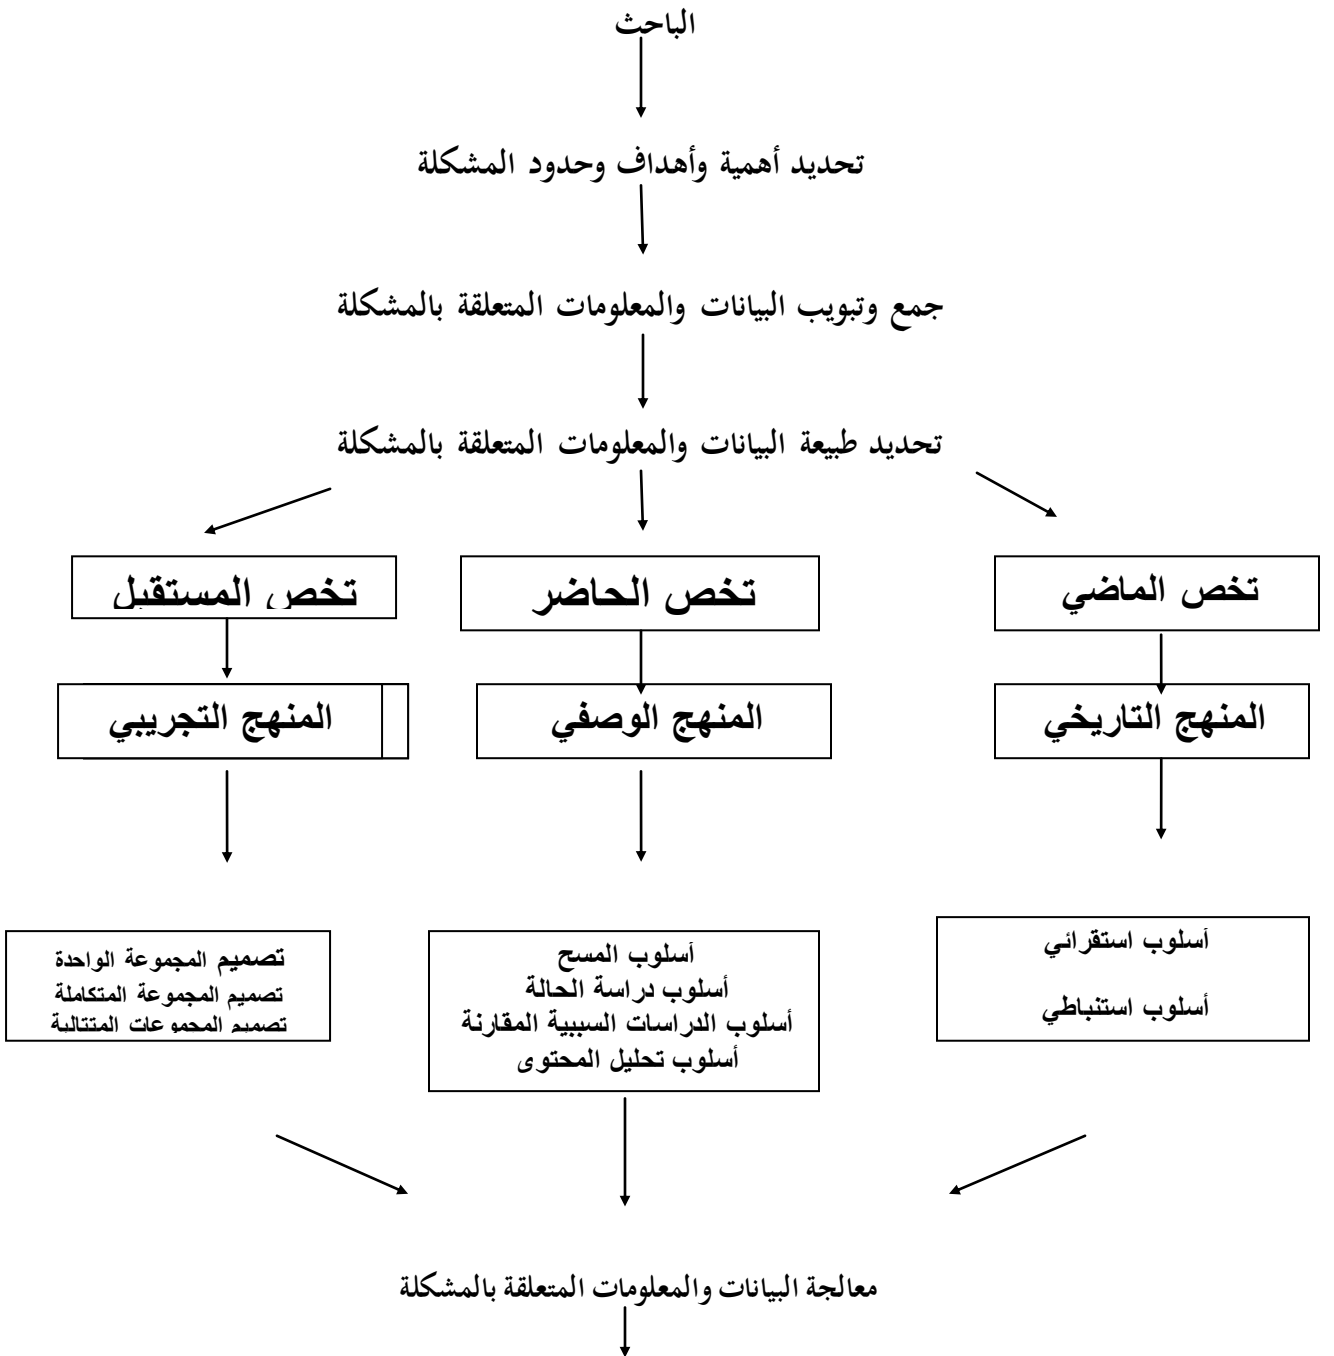 الباحث
تحديد أهمية وأهداف وحدود المشكلة
جمع وتبويب البيانات والمعلومات المتعلقة بالمشكلة
تحديد طبيعة البيانات والمعلومات المتعلقة بالمشكلة
تخص الماضي
تخص الحاضر
تخص المستقبل
المنهج التاريخي
المنهج الوصفي
المنهج التجريبي
أسلوب استقرائي
أسلوب استنباطي
أسلوب المسح
أسلوب دراسة الحالة
أسلوب الدراسات السببية المقارنة
أسلوب تحليل المحتوى
تصميم المجموعة الواحدة
تصميم المجموعة المتكاملة
تصميم المجموعات المتتالية
معالجة البيانات والمعلومات المتعلقة بالمشكلة